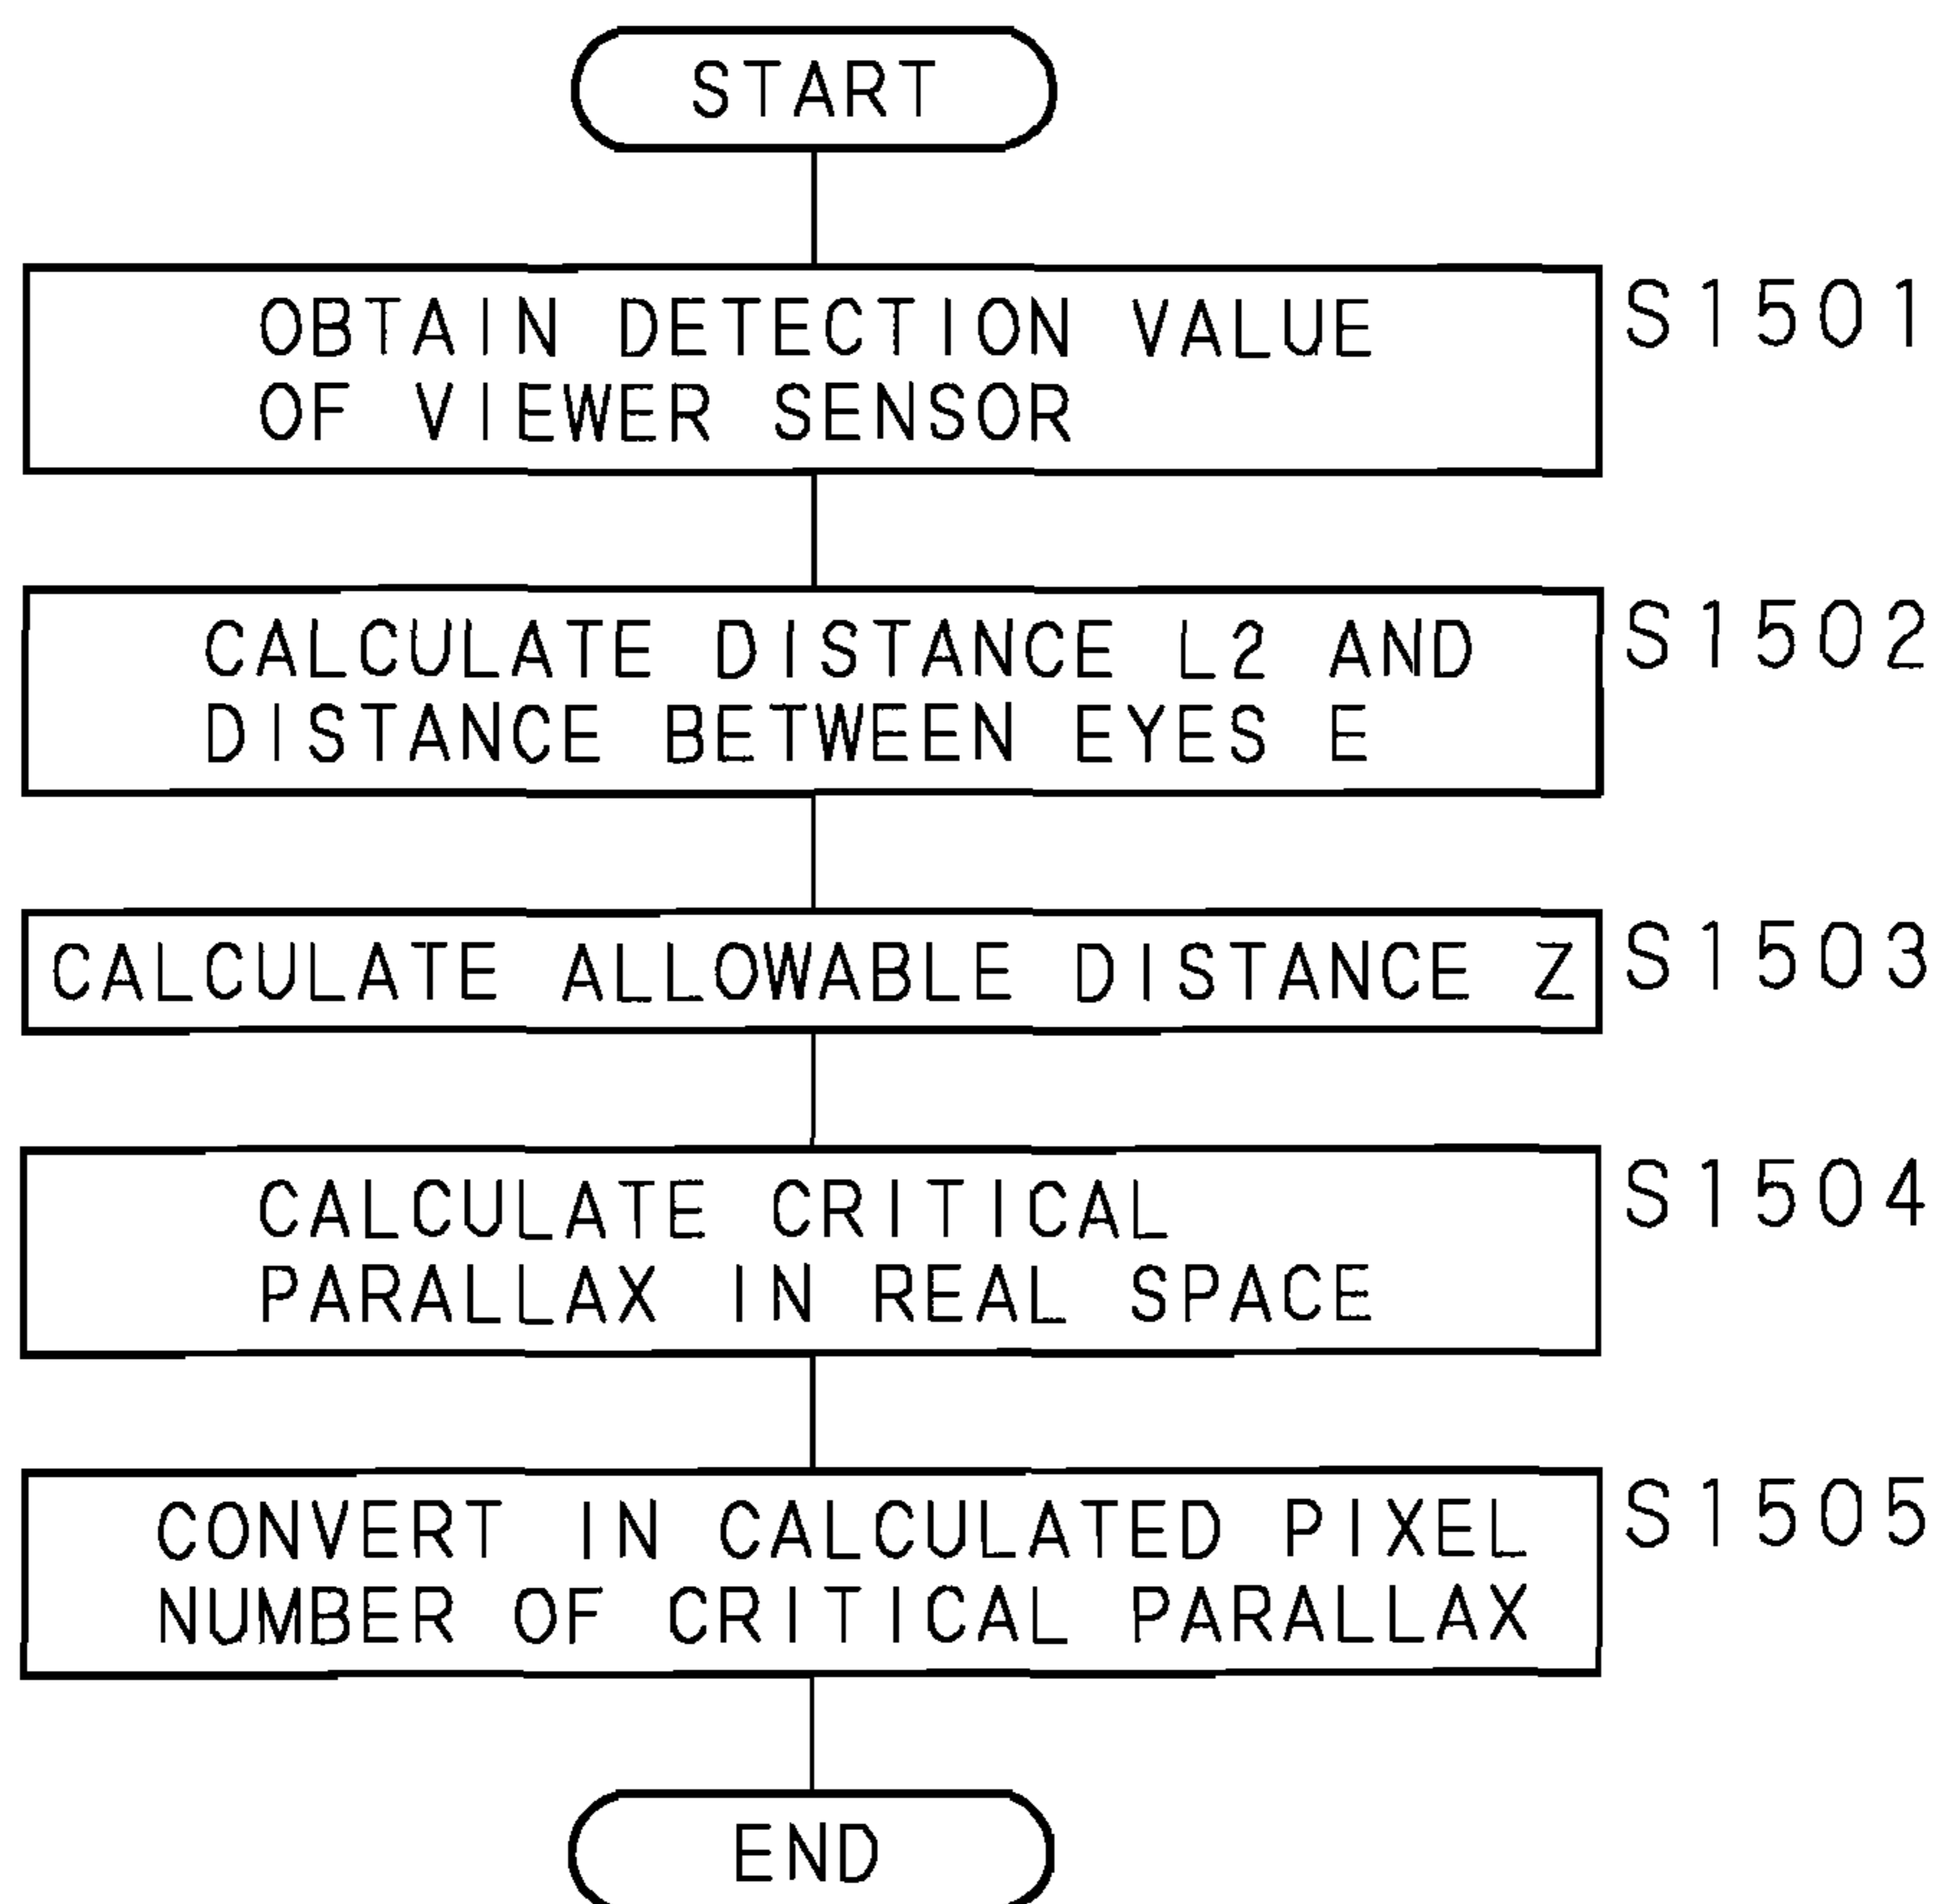 START
OBTAIN DETECTION VALUE
OF VIEWER SENSOR
S1501
CALCULATE DISTANCE L2 AND
DISTANCE BETWEEN EYES E
S1502
CALCULATE ALLOWABLE DISTANCE Z
S1503
CALCULATE CRITICAL
PARALLAX IN REAL SPACE
S1504
CONVERT IN CALCULATED PIXEL
NUMBER OF CRITICAL PARALLAX
S1505
END